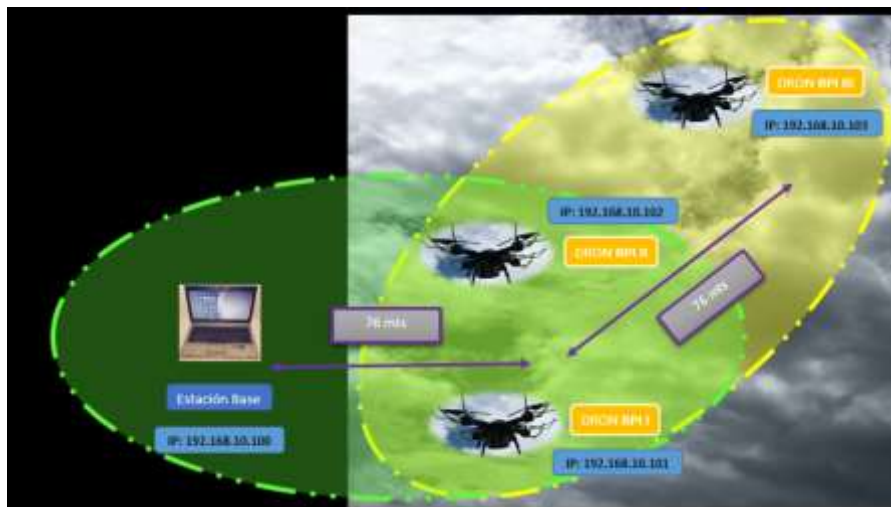 DRON RPI III
IP: 192.168.10.103
IP: 192.168.10.102
DRON RPI II
76 mts
76 mts
Estación Base
DRON RPI I
IP: 192.168.10.100
IP: 192.168.10.101